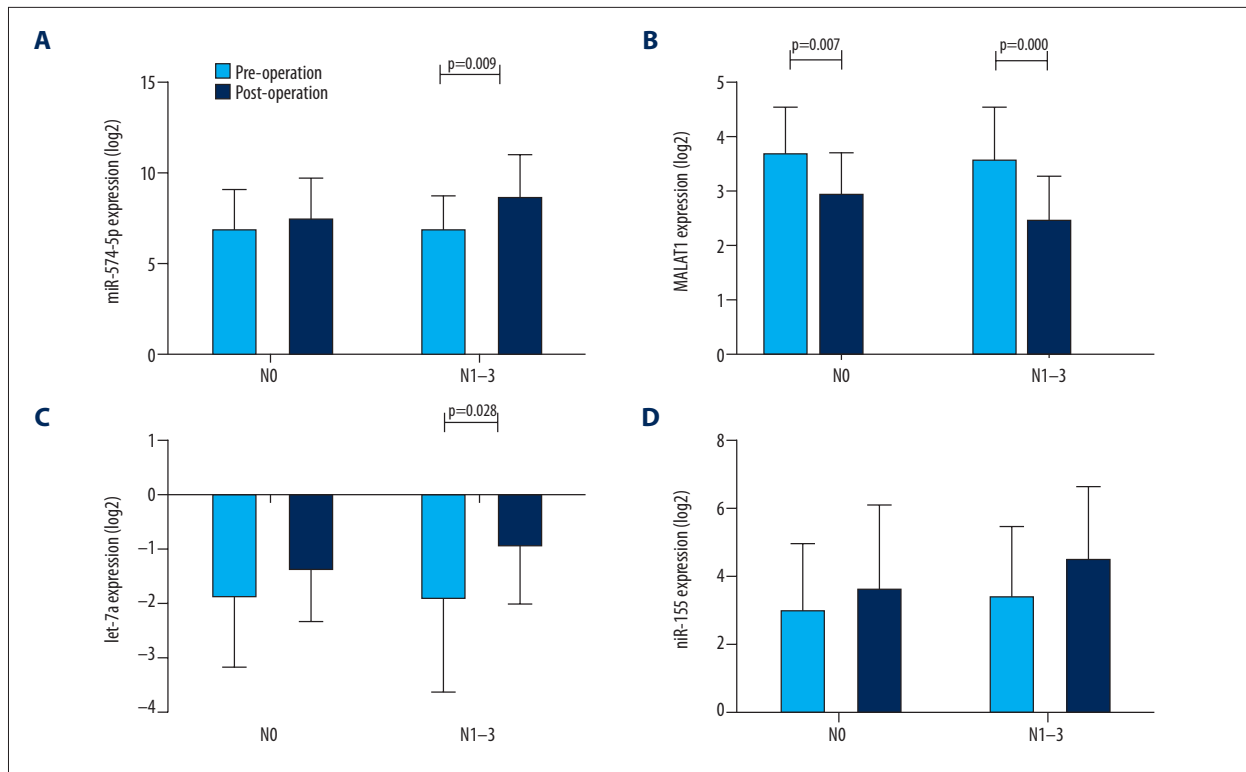 A
Pre-operation
Post-operation
p=0.009
miR-574-5p expression (log2)
15
10
5
0
N0
N1–3
B
p=0.007
p=0.000
MALAT1 expression (log2)
5
4
3
2
1
0
N0
N1–3
C
p=0.028
let-7a expression (log2)
1
0
–1
–2
–3
–4
N0
N1–3
D
niR-155 expression (log2)
8
6
4
2
0
N0
N1–3